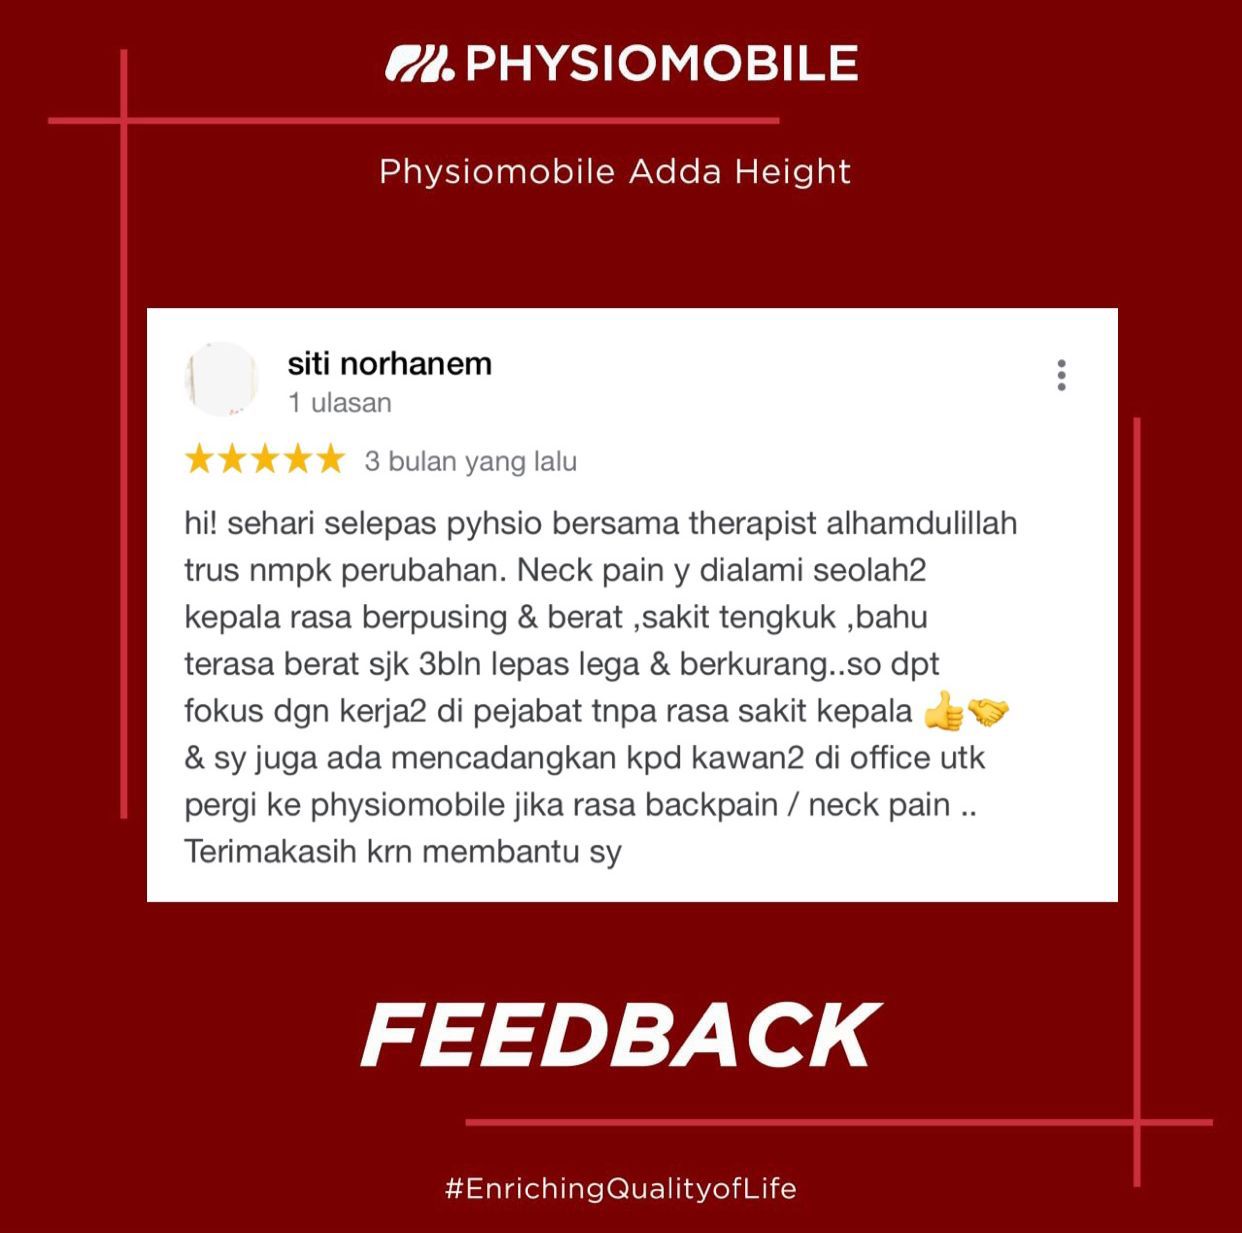 PHYSIOMOBILE
Physiomobile Adda Height
siti norhanem
1 ulasan
★★★★★ 3 bulan yang lalu
hi! sehari selepas pyhsio bersama therapist alhamdulillah
trus nmpk perubahan. Neck pain y dialami seolah2
kepala rasa berpusing & berat ,sakit tengkuk ,bahu
terasa berat sjk 3bln lepas lega & berkurang..so dpt
fokus dgn kerja2 di pejabat tnpa rasa sakit kepala 👍🤝
& sy juga ada mencadangkan kpd kawan2 di office utk
pergi ke physiomobile jika rasa backpain / neck pain ..
Terimakasih krn membantu sy
FEEDBACK
#EnrichingQualityofLife